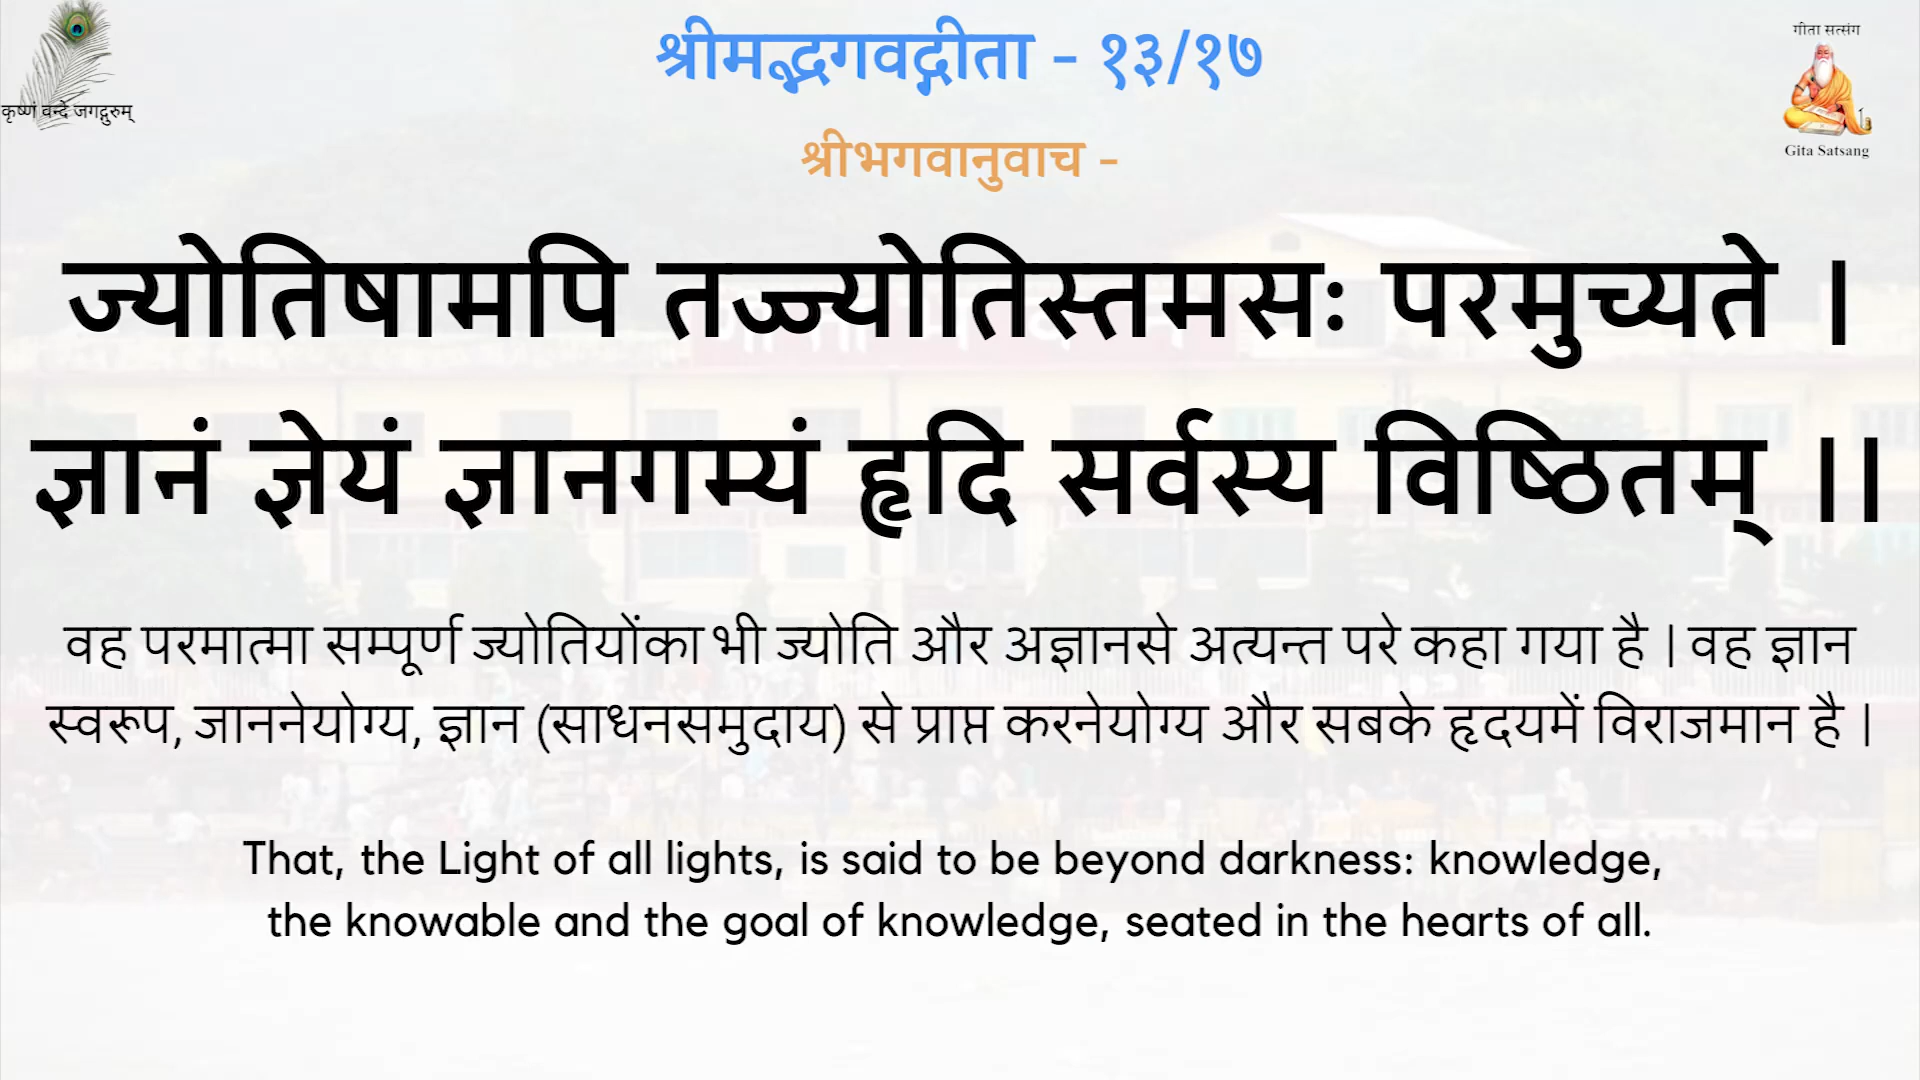 श्रीमद्भगवद्गीता - १३/१७
गीता सत्संग
कृष्णं वन्दे जगद्गुरुम्
Gita Satsang
श्रीभगवानुवाच -
ज्योतिषामपि तज्ज्योतिस्तमसः परमुच्यते ।
ज्ञानं ज्ञेयं ज्ञानगम्यं हृदि सर्वस्य विष्ठितम् ।।
वह परमात्मा सम्पूर्ण ज्योतियोंका भी ज्योति और अज्ञानसे अत्यन्त परे कहा गया है | वह ज्ञान
स्वरूप, जाननेयोग्य, ज्ञान (साधनसमुदाय) से प्राप्त करनेयोग्य और सबके हृदयमें विराजमान है |
That, the Light of all lights, is said to be beyond darkness: knowledge,
the knowable and the goal of knowledge, seated in the hearts of all.